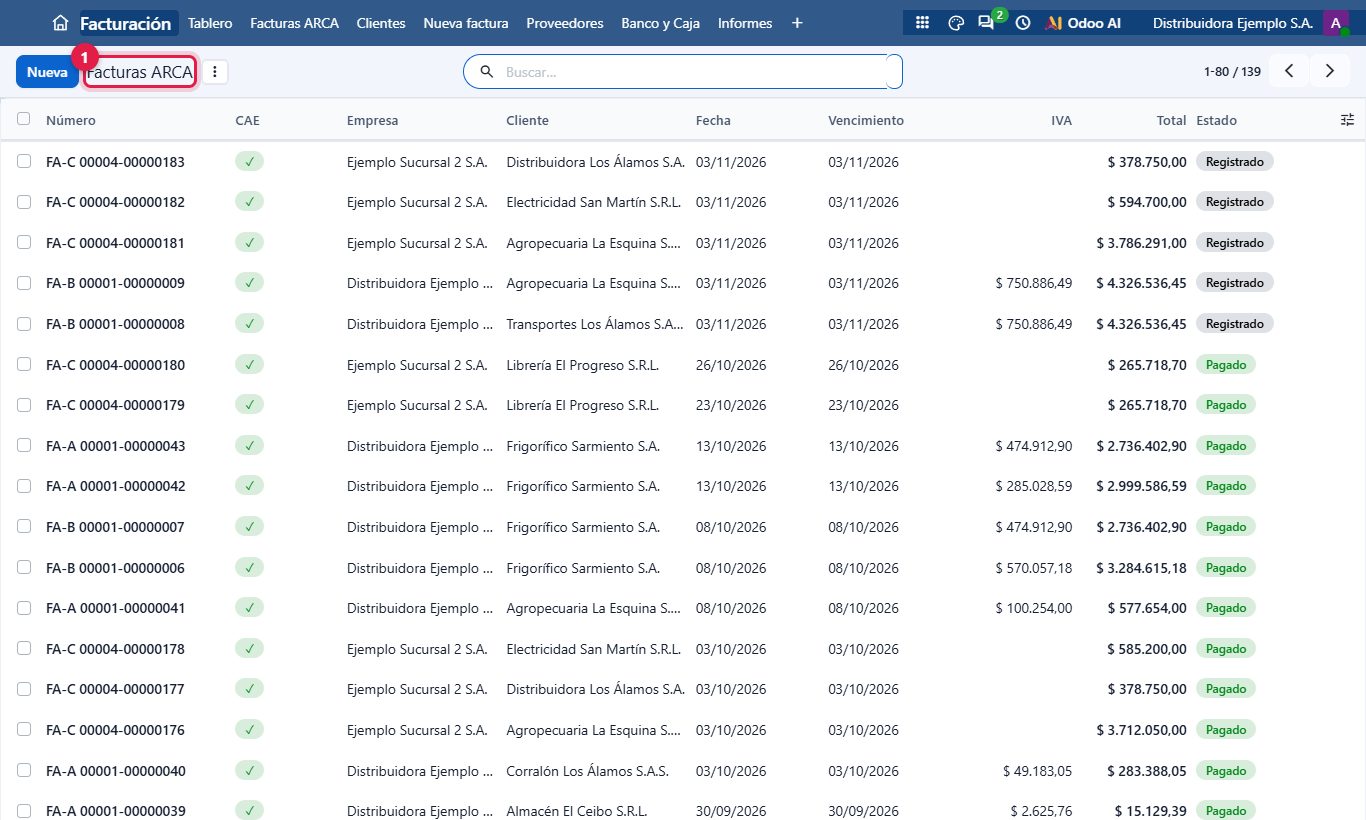 Facturación Tablero Facturas ARCA Clientes Nueva factura Proveedores Banco y Caja Informes + 2 Odoo AI Distribuidora Ejemplo S.A. A
1
Nueva Facturas ARCA Buscar... 1-80 / 139
Número CAE Empresa Cliente Fecha Vencimiento IVA Total Estado
FA-C 00004-00000183 ✓ Ejemplo Sucursal 2 S.A. Distribuidora Los Álamos S.A. 03/11/2026 03/11/2026 $ 378.750,00 Registrado
FA-C 00004-00000182 ✓ Ejemplo Sucursal 2 S.A. Electricidad San Martín S.R.L. 03/11/2026 03/11/2026 $ 594.700,00 Registrado
FA-C 00004-00000181 ✓ Ejemplo Sucursal 2 S.A. Agropecuaria La Esquina S.... 03/11/2026 03/11/2026 $ 3.786.291,00 Registrado
FA-B 00001-00000009 ✓ Distribuidora Ejemplo ... Agropecuaria La Esquina S.... 03/11/2026 03/11/2026 $ 750.886,49 $ 4.326.536,45 Registrado
FA-B 00001-00000008 ✓ Distribuidora Ejemplo ... Transportes Los Álamos S.A... 03/11/2026 03/11/2026 $ 750.886,49 $ 4.326.536,45 Registrado
FA-C 00004-00000180 ✓ Ejemplo Sucursal 2 S.A. Librería El Progreso S.R.L. 26/10/2026 26/10/2026 $ 265.718,70 Pagado
FA-C 00004-00000179 ✓ Ejemplo Sucursal 2 S.A. Librería El Progreso S.R.L. 23/10/2026 23/10/2026 $ 265.718,70 Pagado
FA-A 00001-00000043 ✓ Distribuidora Ejemplo ... Frigorífico Sarmiento S.A. 13/10/2026 13/10/2026 $ 474.912,90 $ 2.736.402,90 Pagado
FA-A 00001-00000042 ✓ Distribuidora Ejemplo ... Frigorífico Sarmiento S.A. 13/10/2026 13/10/2026 $ 285.028,59 $ 2.999.586,59 Pagado
FA-B 00001-00000007 ✓ Distribuidora Ejemplo ... Frigorífico Sarmiento S.A. 08/10/2026 08/10/2026 $ 474.912,90 $ 2.736.402,90 Pagado
FA-B 00001-00000006 ✓ Distribuidora Ejemplo ... Frigorífico Sarmiento S.A. 08/10/2026 08/10/2026 $ 570.057,18 $ 3.284.615,18 Pagado
FA-A 00001-00000041 ✓ Distribuidora Ejemplo ... Agropecuaria La Esquina S.... 08/10/2026 08/10/2026 $ 100.254,00 $ 577.654,00 Pagado
FA-C 00004-00000178 ✓ Ejemplo Sucursal 2 S.A. Electricidad San Martín S.R.L. 03/10/2026 03/10/2026 $ 585.200,00 Pagado
FA-C 00004-00000177 ✓ Ejemplo Sucursal 2 S.A. Distribuidora Los Álamos S.A. 03/10/2026 03/10/2026 $ 378.750,00 Pagado
FA-C 00004-00000176 ✓ Ejemplo Sucursal 2 S.A. Agropecuaria La Esquina S.... 03/10/2026 03/10/2026 $ 3.712.050,00 Pagado
FA-A 00001-00000040 ✓ Distribuidora Ejemplo ... Corralón Los Álamos S.A.S. 03/10/2026 03/10/2026 $ 49.183,05 $ 283.388,05 Pagado
FA-A 00001-00000039 ✓ Distribuidora Ejemplo ... Almacén El Ceibo S.R.L. 30/09/2026 30/09/2026 $ 2.625,76 $ 15.129,39 Pagado